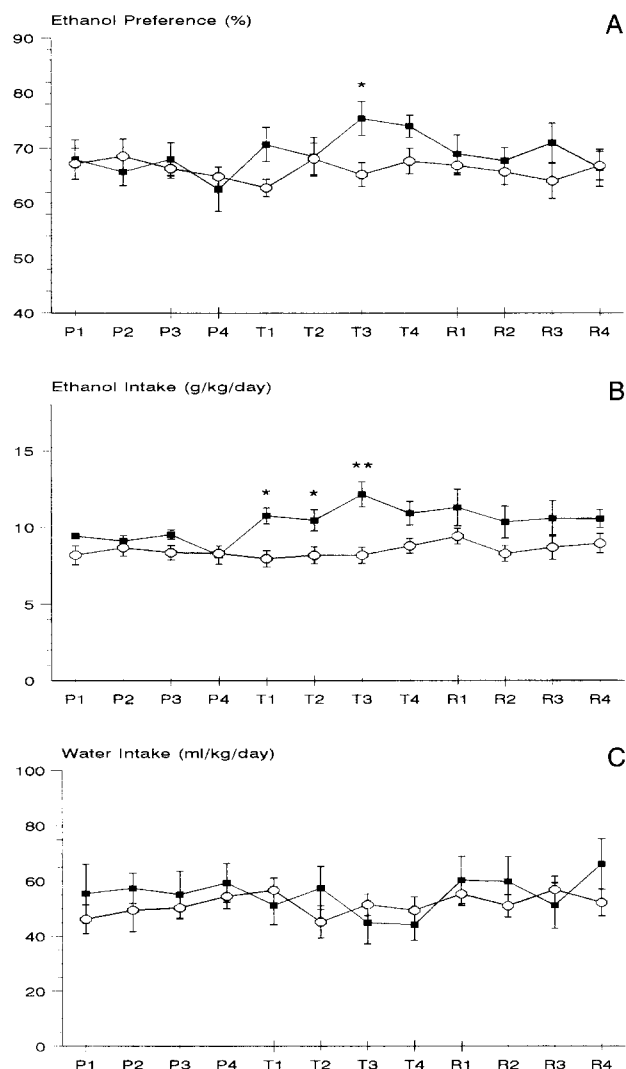 Ethanol Preference (%)
A
90
80
70
60
50
40
*
P1 P2 P3 P4 T1 T2 T3 T4 R1 R2 R3 R4
Ethanol Intake (g/kg/day)
B
15
10
5
0
* * **
P1 P2 P3 P4 T1 T2 T3 T4 R1 R2 R3 R4
Water Intake (ml/kg/day)
C
100
80
60
40
20
0
P1 P2 P3 P4 T1 T2 T3 T4 R1 R2 R3 R4